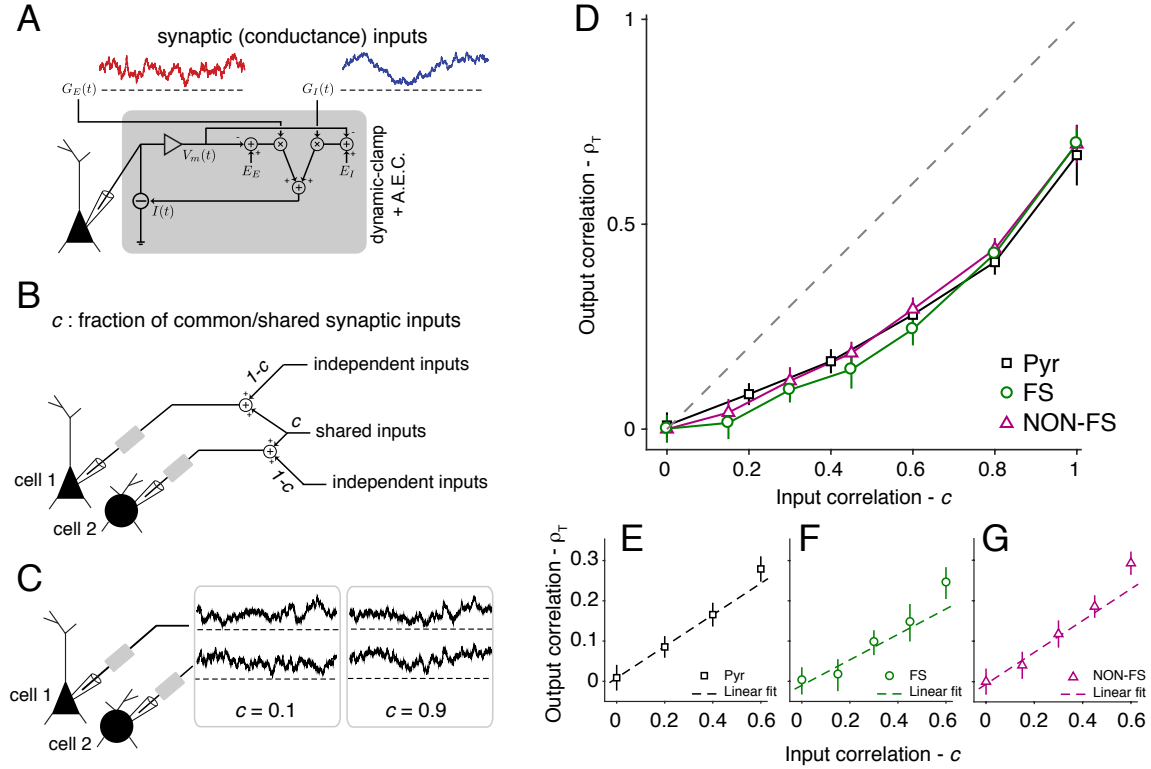 A
synaptic (conductance) inputs
G_E(t)
G_I(t)
V_m(t)
-
+
×
×
-
+
E_E
E_I
+ +
+
I(t)
dynamic-clamp
+ A.E.C.
B
c : fraction of common/shared synaptic inputs
independent inputs
1-c
+
+
+
c
shared inputs
+
+
+
1-c
independent inputs
cell 1
cell 2
C
cell 1
cell 2
c = 0.1
c = 0.9
D
Output correlation - ρ_T
1
0.5
0
0 0.2 0.4 0.6 0.8 1
Input correlation - c
Pyr
FS
NON-FS
E
F
G
Output correlation - ρ_T
0.3
0.2
0.1
0
Pyr
Linear fit
FS
Linear fit
NON-FS
Linear fit
0 0.2 0.4 0.6
0 0.2 0.4 0.6
0 0.2 0.4 0.6
Input correlation - c